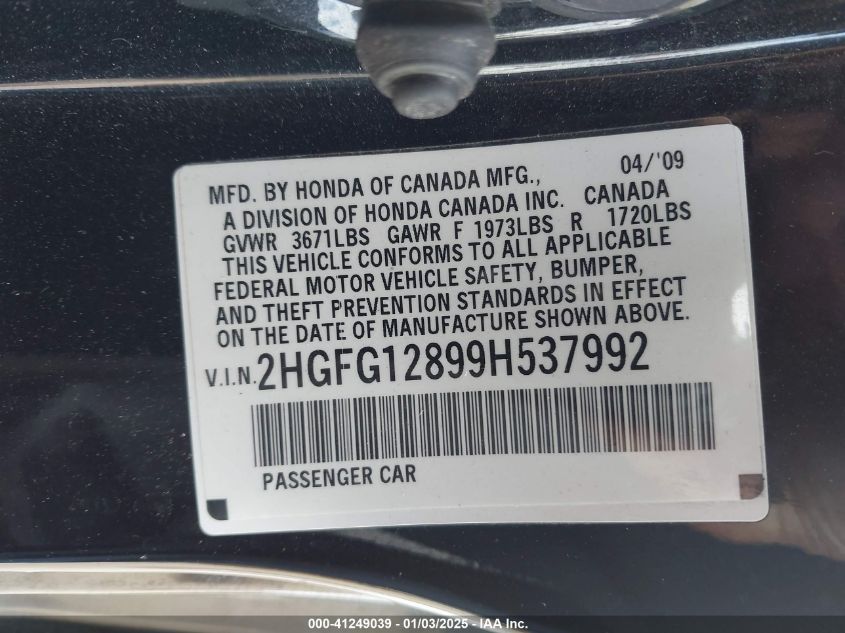 04/'09
MFD. BY HONDA OF CANADA MFG.,
A DIVISION OF HONDA CANADA INC. CANADA
GVWR 3671LBS GAWR F 1973LBS R 1720LBS
THIS VEHICLE CONFORMS TO ALL APPLICABLE
FEDERAL MOTOR VEHICLE SAFETY, BUMPER,
AND THEFT PREVENTION STANDARDS IN EFFECT
ON THE DATE OF MANUFACTURE SHOWN ABOVE.
V.I.N. 2HGFG12899H537992
PASSENGER CAR
000-41249039 - 01/03/2025 - IAA Inc.